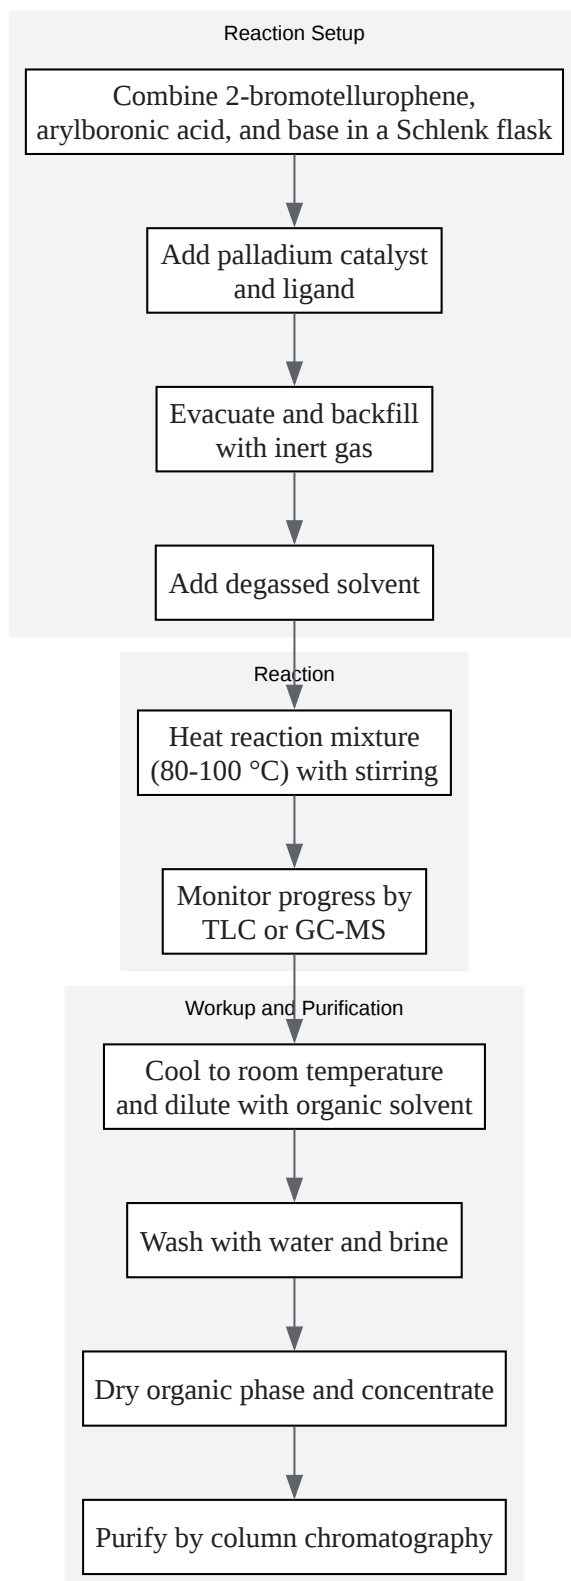 Reaction Setup
Combine 2-bromotellurophene,
arylboronic acid, and base in a Schlenk flask
Add palladium catalyst
and ligand
Evacuate and backfill
with inert gas
Add degassed solvent
Reaction
Heat reaction mixture
(80-100 °C) with stirring
Monitor progress by
TLC or GC-MS
Workup and Purification
Cool to room temperature
and dilute with organic solvent
Wash with water and brine
Dry organic phase and concentrate
Purify by column chromatography